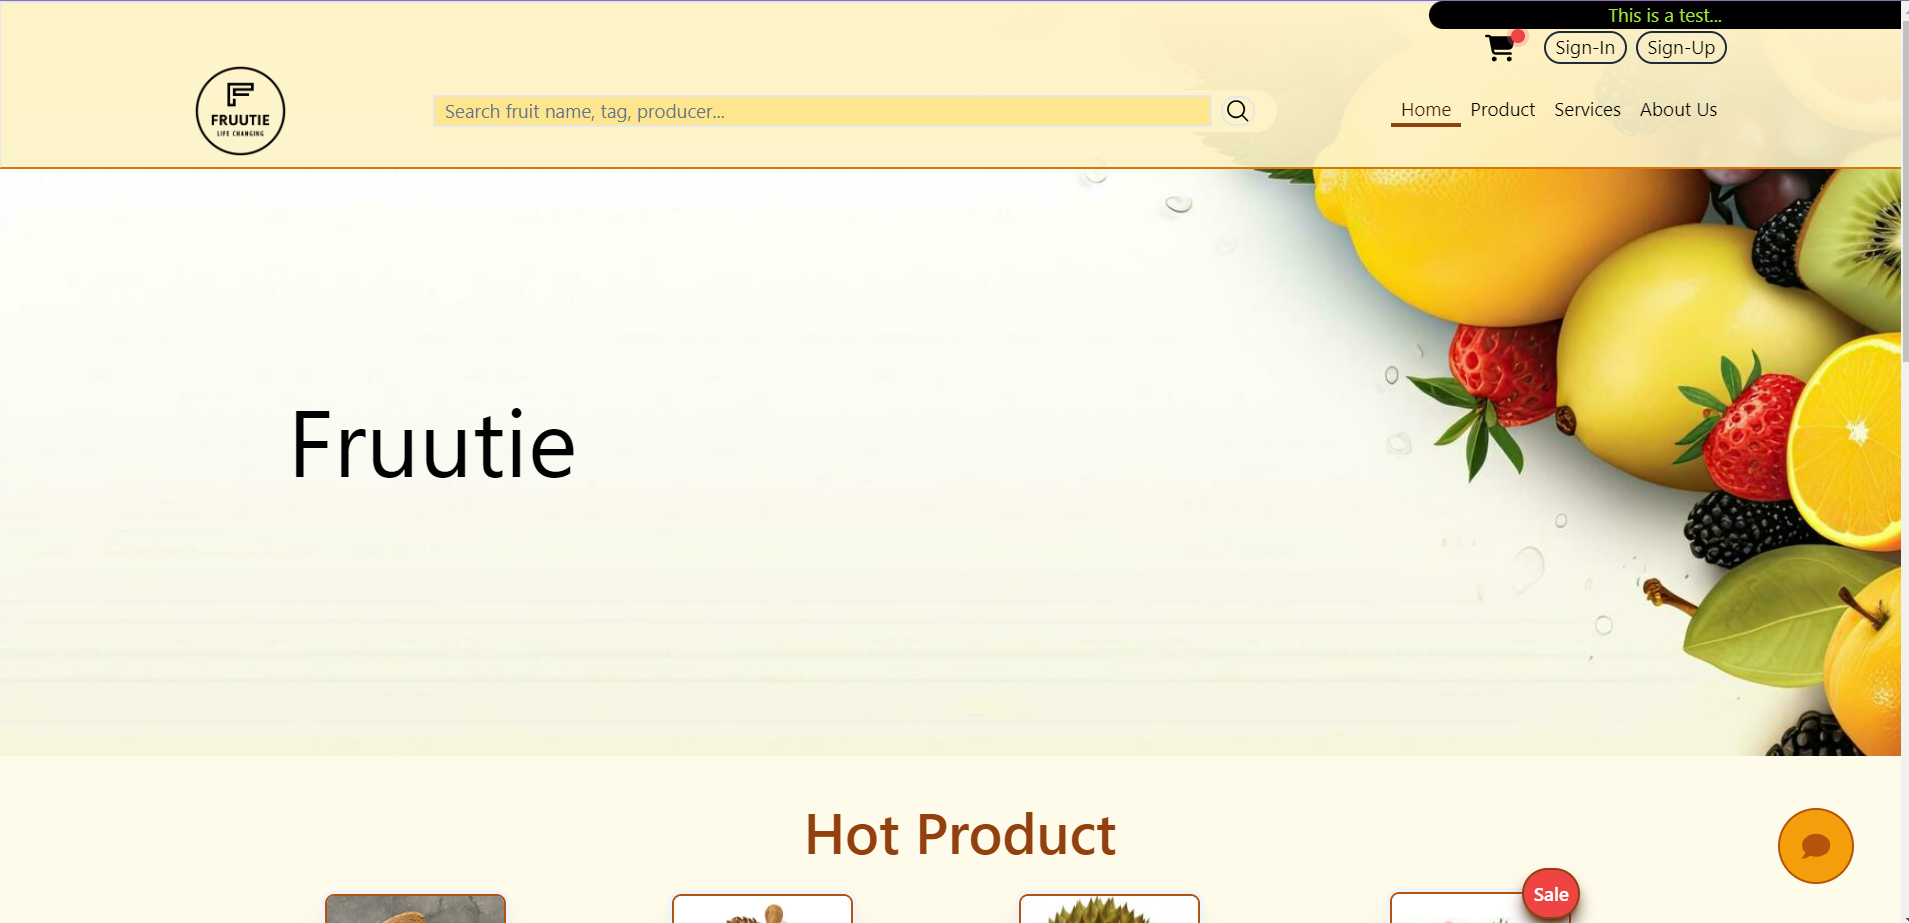 This is a test...
Sign-In
Sign-Up
F
FRUUTIE
LIFE CHANGING
Search fruit name, tag, producer...
Home
Product
Services
About Us
Fruutie
Hot Product
Sale